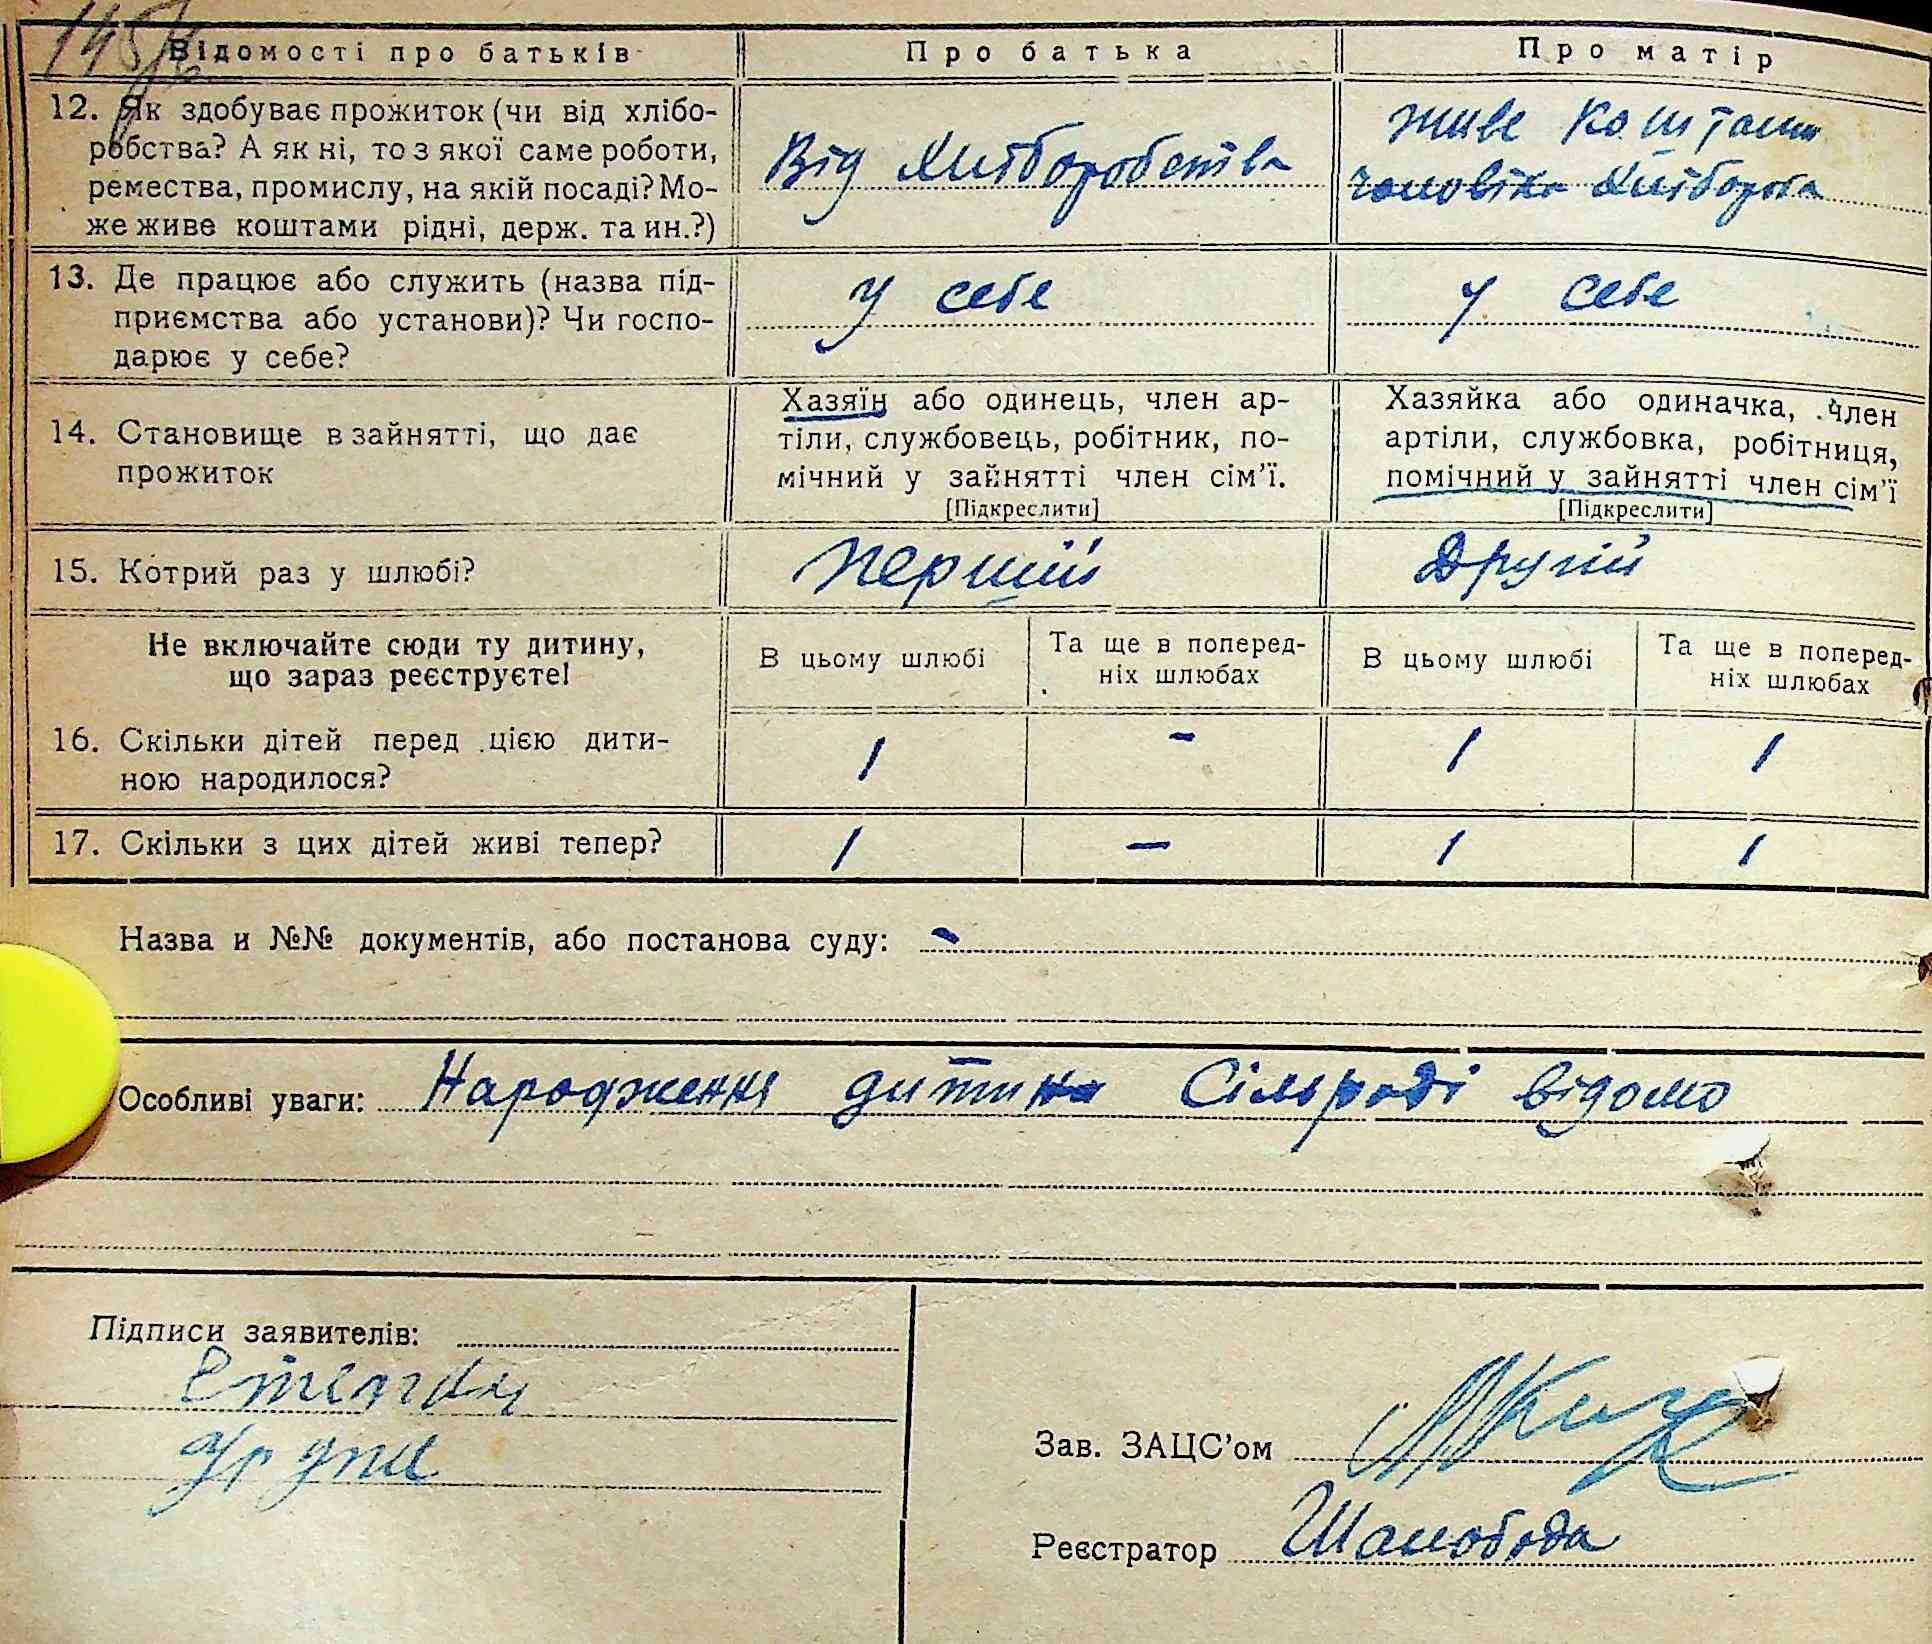 Відомості про батьків
Про батька
Про матір
12. Як здобуває прожиток (чи від хлібо-
робства? А як ні, то з якої саме роботи,
ремества, промислу, на якій посаді? Мо-
же живе коштами рідні, держ. та ин.?)
Від Хліборобства
живе коштами
чоловіка Хлібороба
13. Де працює або служить (назва під-
приємства або установи)? Чи госпо-
дарює у себе?
У себе
У себе
14. Становище в зайнятті, що дає
прожиток
Хазяїн або одинець, член ар-
тіли, службовець, робітник, по-
мічний у зайнятті член сім'ї.
[Підкреслити]
Хазяйка або одиначка, член
артіли, службовка, робітниця,
помічний у зайнятті член сім'ї
[Підкреслити]
15. Котрий раз у шлюбі?
Перший
Другий
Не включайте сюди ту дитину,
що зараз реєструєте!
В цьому шлюбі
Та ще в поперед-
ніх шлюбах
В цьому шлюбі
Та ще в поперед-
ніх шлюбах
16. Скільки дітей перед цією дити-
ною народилося?
1
-
1
1
17. Скільки з цих дітей живі тепер?
1
-
1
1
Назва и №№ документів, або постанова суду: -
Особливі уваги: Народження дитини Сільраді відомо
Підписи заявителів:
Зав. ЗАЦС'ом
Реєстратор